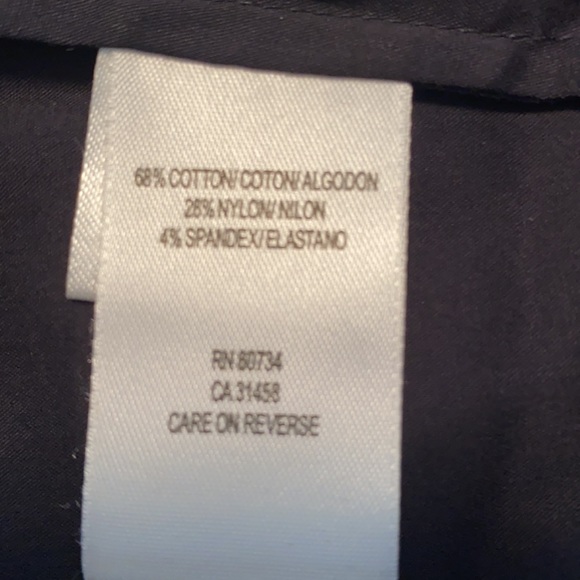 68% COTTON/COTON/ALGODON
28% NYLON/NILON
4% SPANDEX/ELASTANO
RN 80734
CA 31458
CARE ON REVERSE